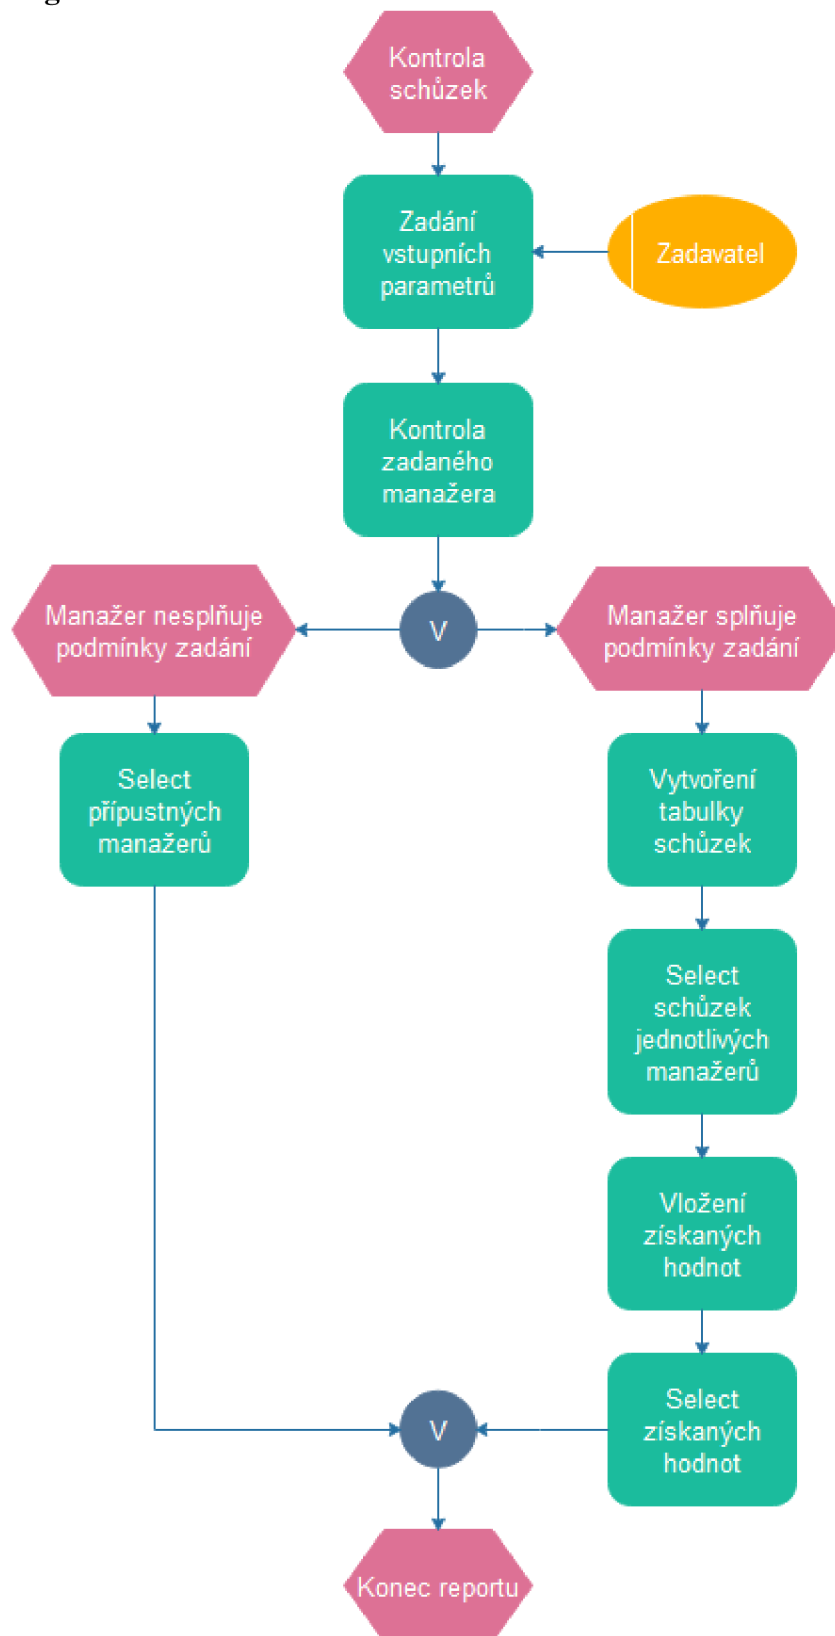 Kontrola
schůzek
Zadání
vstupních
parametrů
Zadavatel
Kontrola
zadaného
manažera
V
Manažer nesplňuje
podmínky zadání
Manažer splňuje
podmínky zadání
Select
přípustných
manažerů
Vytvoření
tabulky
schůzek
Select
schůzek
jednotlivých
manažerů
Vložení
získaných
hodnot
Select
získaných
hodnot
V
Konec reportu